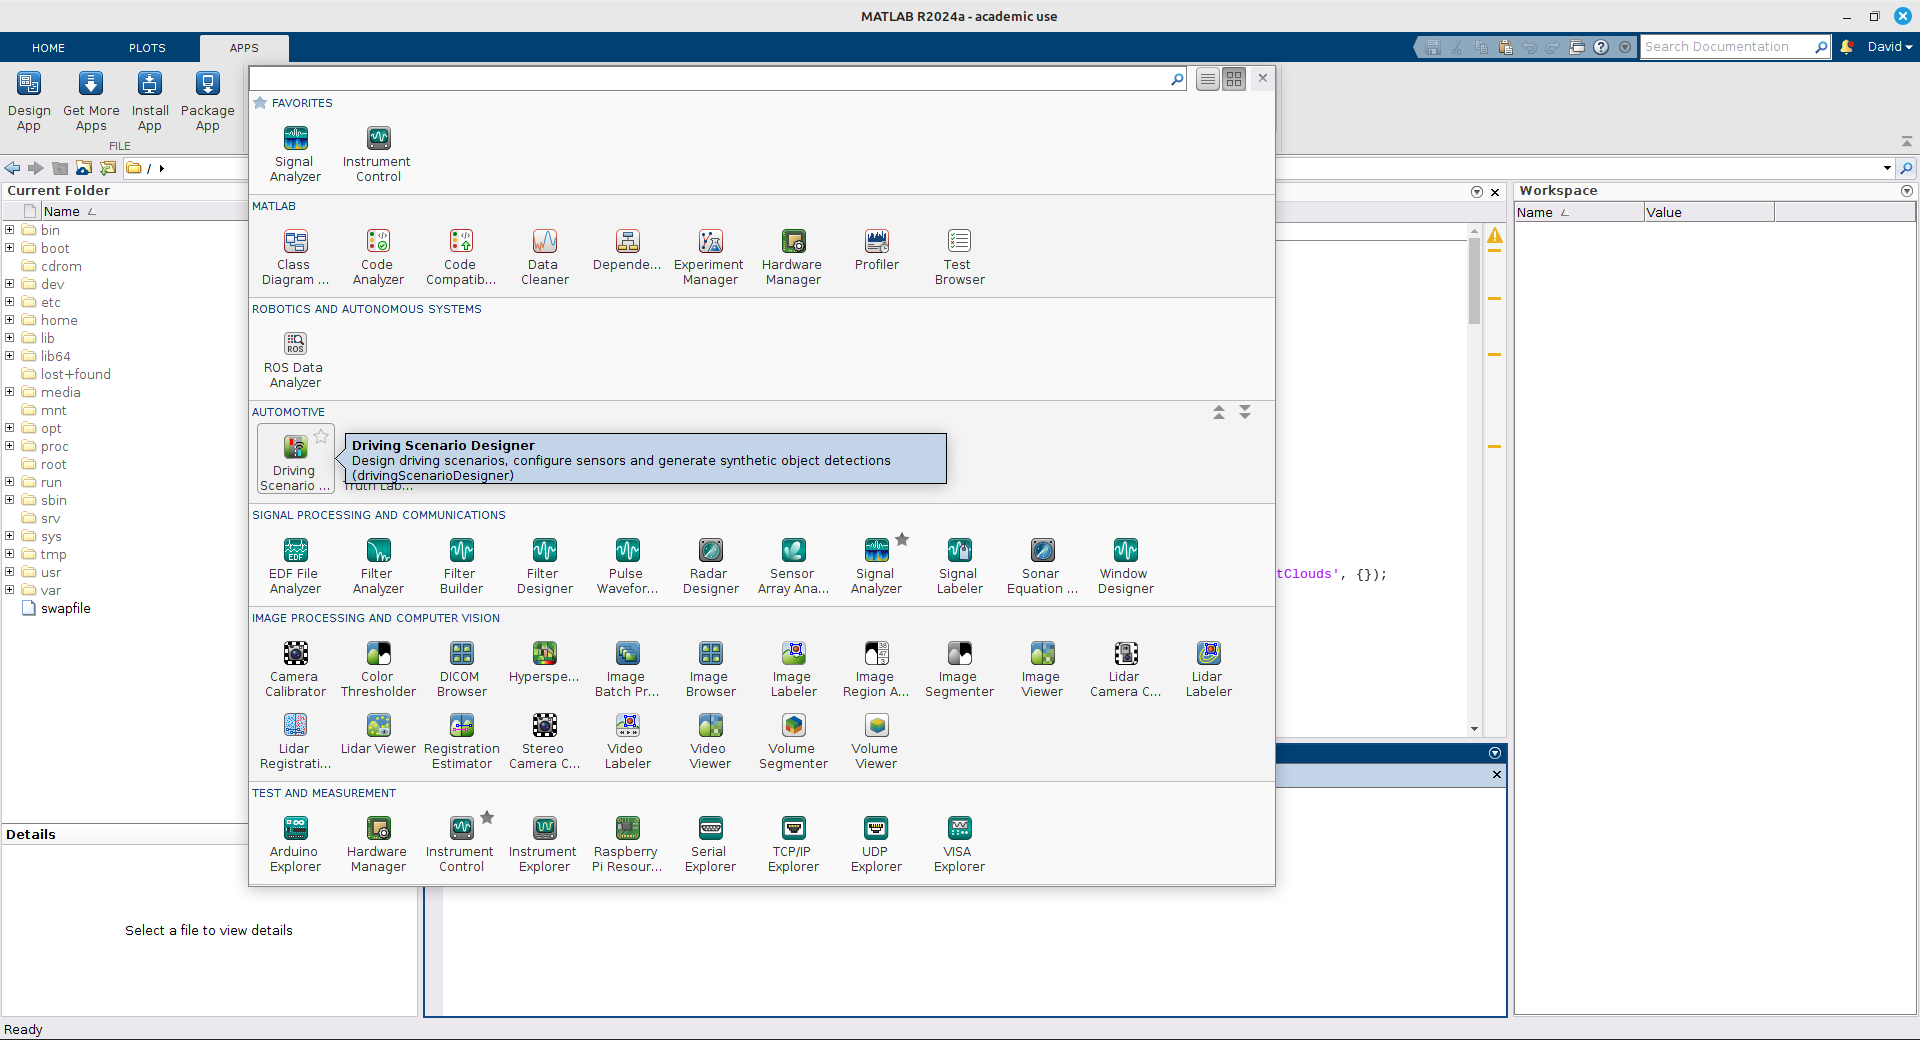 MATLAB R2024a - academic use
HOME PLOTS APPS
Search Documentation
David
Design App
Get More Apps
Install App
Package App
FILE
/
Current Folder
Name
bin
boot
cdrom
dev
etc
home
lib
lib64
lost+found
media
mnt
opt
proc
root
run
sbin
srv
sys
tmp
usr
var
swapfile
Details
Select a file to view details
Ready
FAVORITES
Signal Analyzer
Instrument Control
MATLAB
Class Diagram ...
Code Analyzer
Code Compatib...
Data Cleaner
Depende...
Experiment Manager
Hardware Manager
Profiler
Test Browser
ROBOTICS AND AUTONOMOUS SYSTEMS
ROS
ROS Data Analyzer
AUTOMOTIVE
Driving Scenario ...
Driving Scenario Designer
Design driving scenarios, configure sensors and generate synthetic object detections
(drivingScenarioDesigner)
Truth Lab...
SIGNAL PROCESSING AND COMMUNICATIONS
EDF
EDF File Analyzer
Filter Analyzer
Filter Builder
Filter Designer
Pulse Wavefor...
Radar Designer
Sensor Array Ana...
Signal Analyzer
Signal Labeler
Sonar Equation ...
Window Designer
IMAGE PROCESSING AND COMPUTER VISION
Camera Calibrator
Color Thresholder
DICOM Browser
Hyperspe...
Image Batch Pr...
Image Browser
Image Labeler
Image Region A...
Image Segmenter
Image Viewer
Lidar Camera C...
Lidar Labeler
Lidar Registrati...
Lidar Viewer
Registration Estimator
Stereo Camera C...
Video Labeler
Video Viewer
Volume Segmenter
Volume Viewer
TEST AND MEASUREMENT
Arduino Explorer
Hardware Manager
Instrument Control
Instrument Explorer
Raspberry Pi Resour...
Serial Explorer
TCP/IP Explorer
UDP Explorer
VISA Explorer
tClouds', {});
Workspace
Name Value